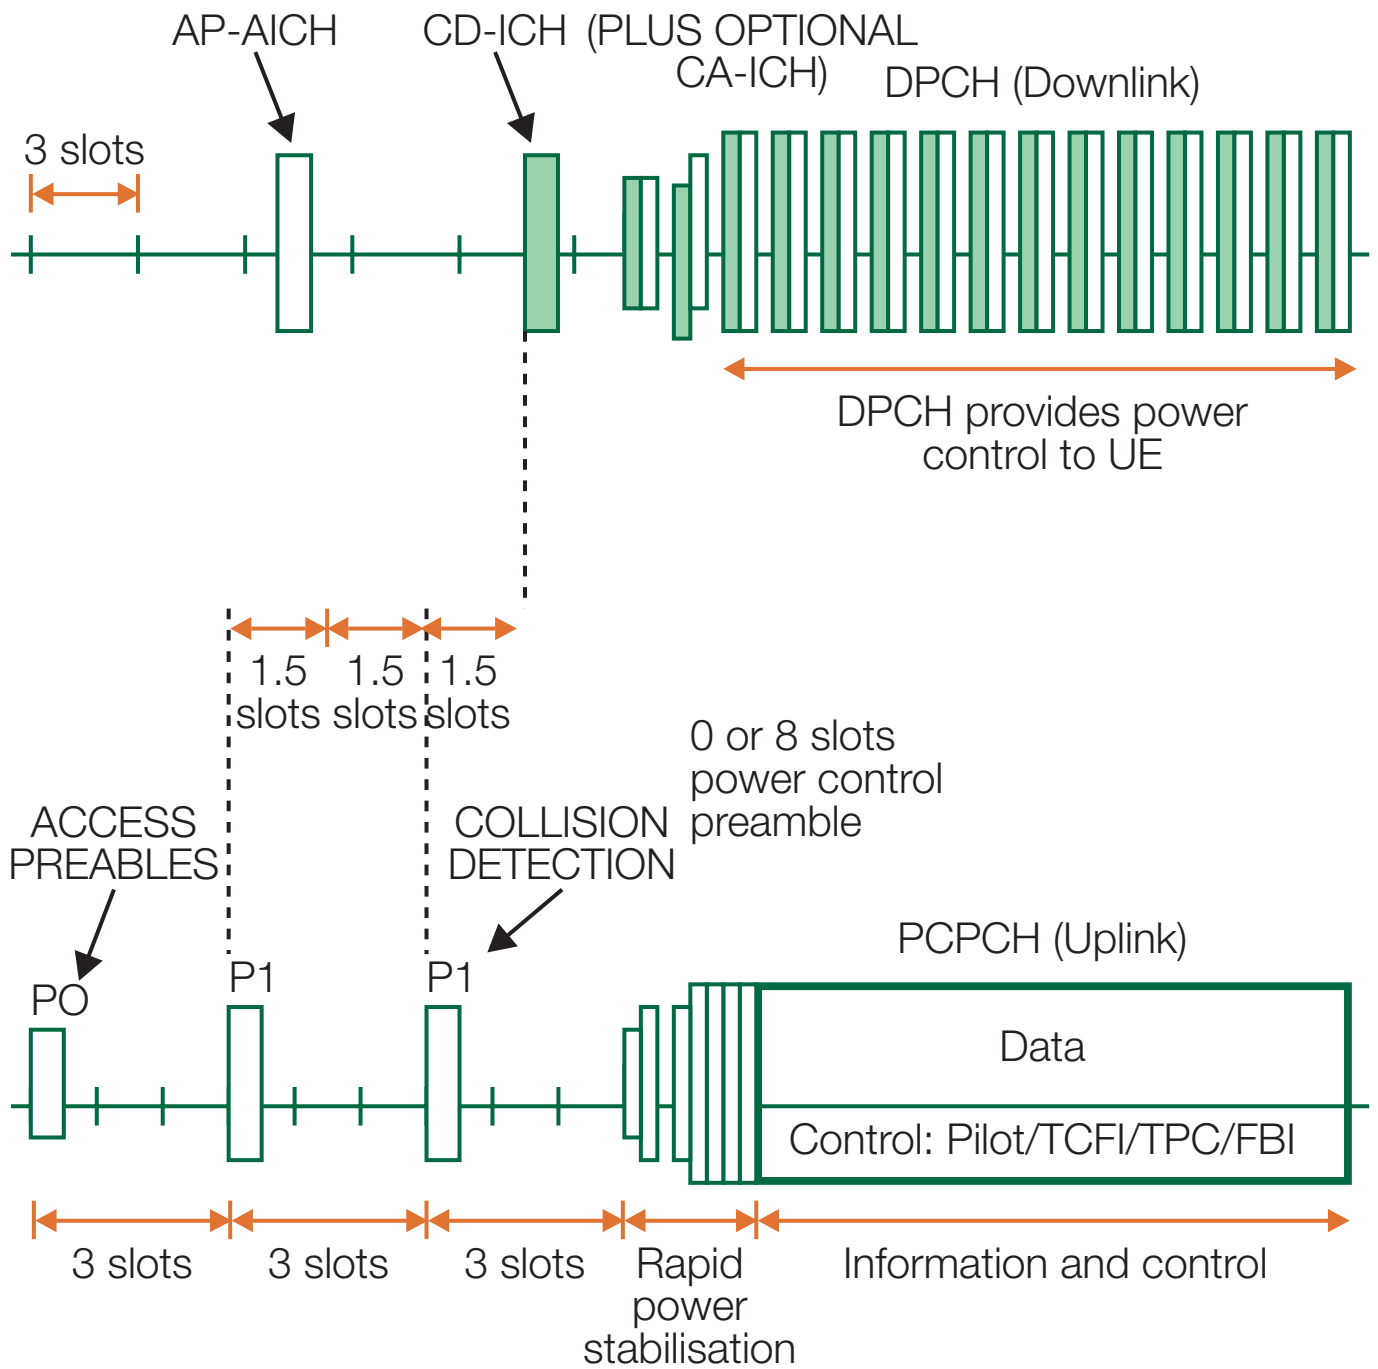 AP-AICH
CD-ICH (PLUS OPTIONAL
CA-ICH)
DPCH (Downlink)
3 slots
DPCH provides power
control to UE
1.5
slots
1.5
slots
1.5
slots
0 or 8 slots
power control
preamble
ACCESS
PREABLES
COLLISION
DETECTION
PO
P1
P1
PCPCH (Uplink)
Data
Control: Pilot/TCFI/TPC/FBI
3 slots
3 slots
3 slots
Rapid
power
stabilisation
Information and control